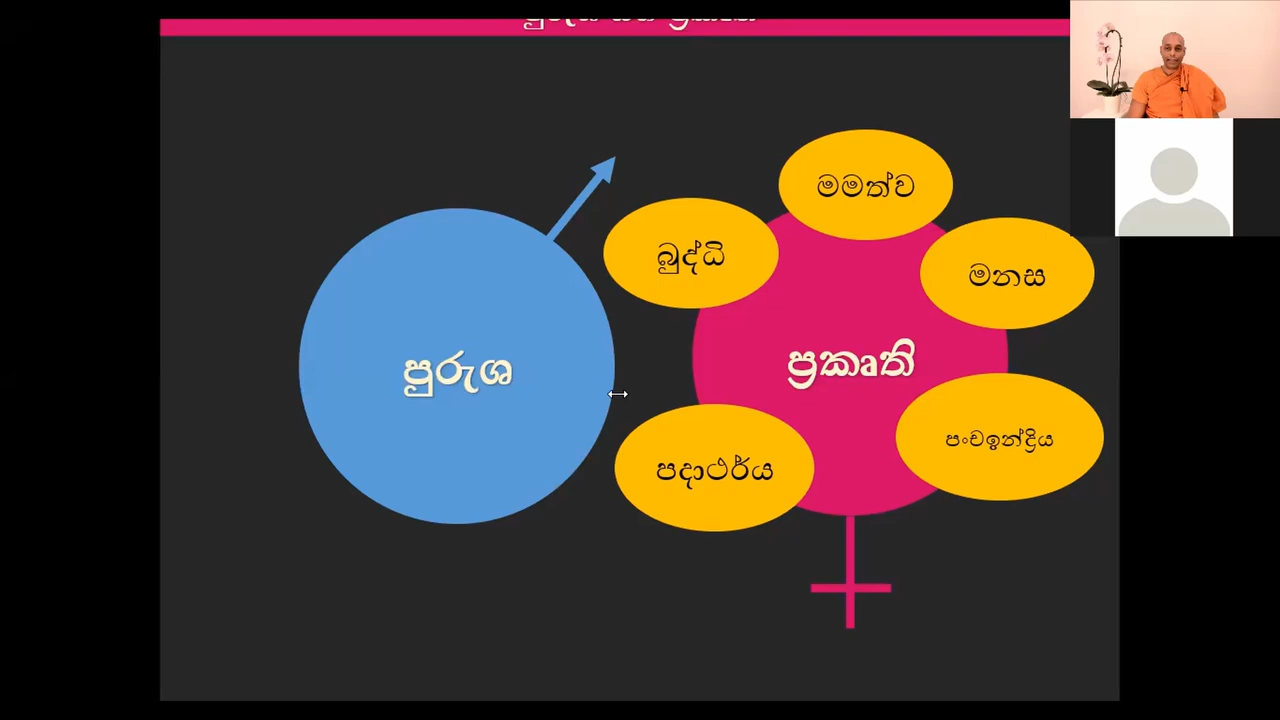 මමත්ව
බුද්ධි
මනස
පුරුශ
ප්‍රකෘති
පංචඉන්ද්‍රිය
පදාර්ථය